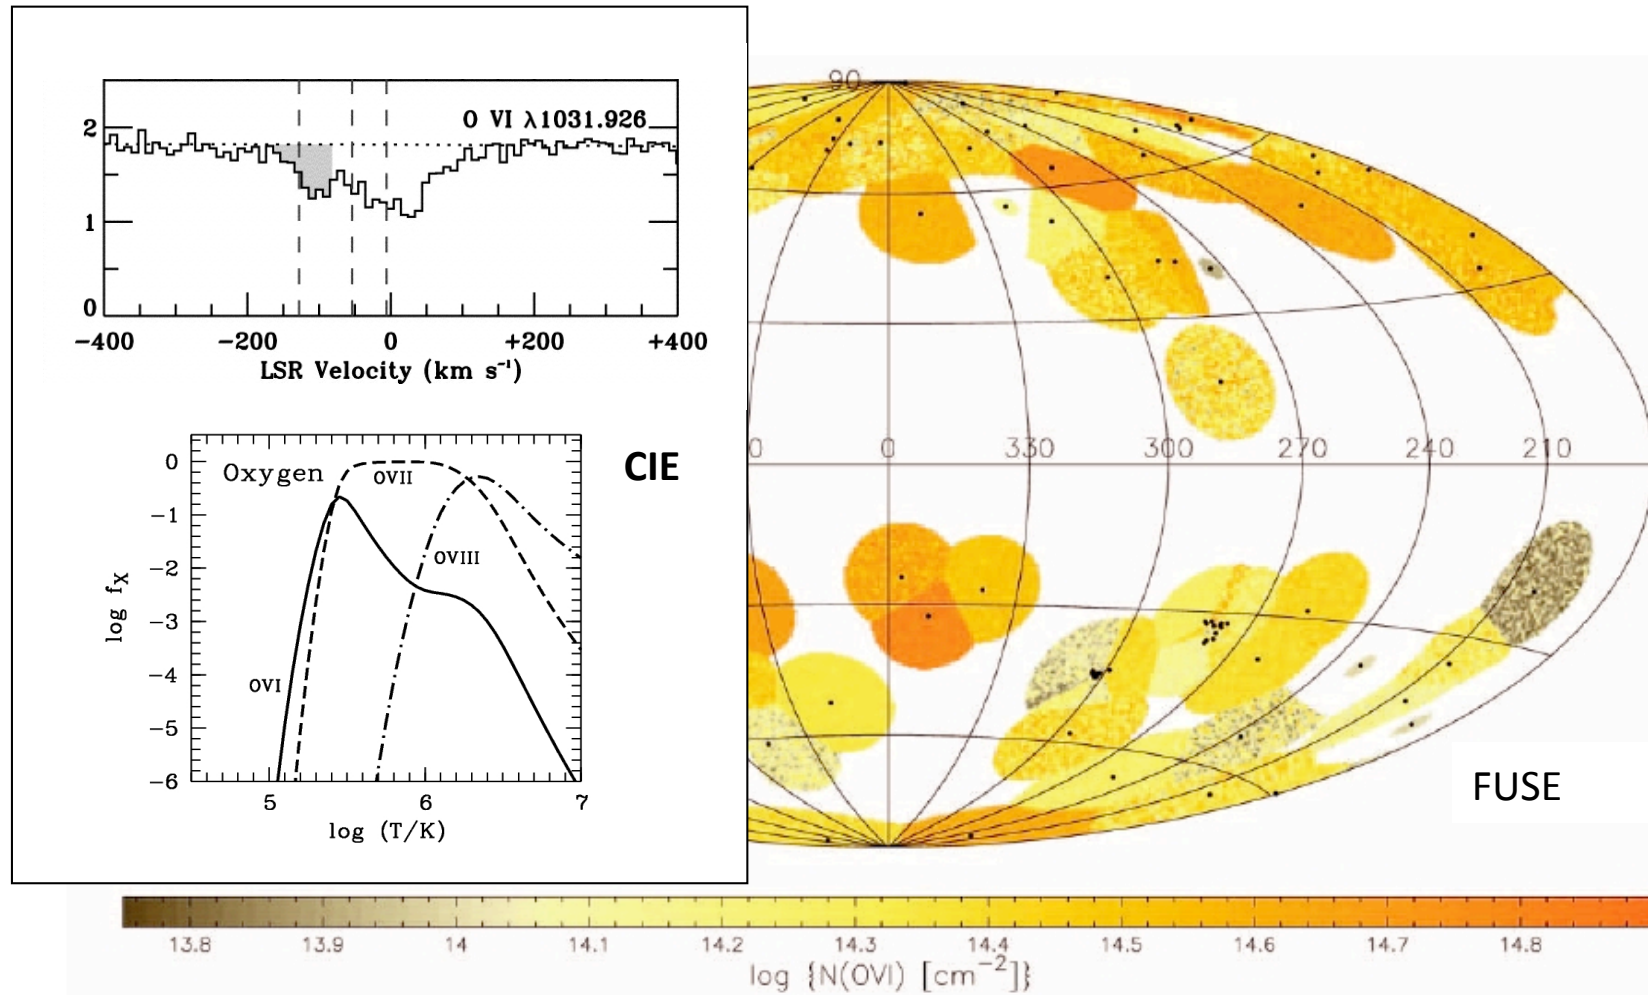 O VI λ1031.926
2
1
0
−400 −200 0 +200 +400
LSR Velocity (km s⁻¹)
0
−1
−2
−3
−4
−5
−6
Oxygen
OVII
OVIII
OVI
log fX
5 6 7
log (T/K)
CIE
90
0 0 330 300 270 240 210
FUSE
13.8 13.9 14 14.1 14.2 14.3 14.4 14.5 14.6 14.7 14.8
log {N(OVI) [cm⁻²]}